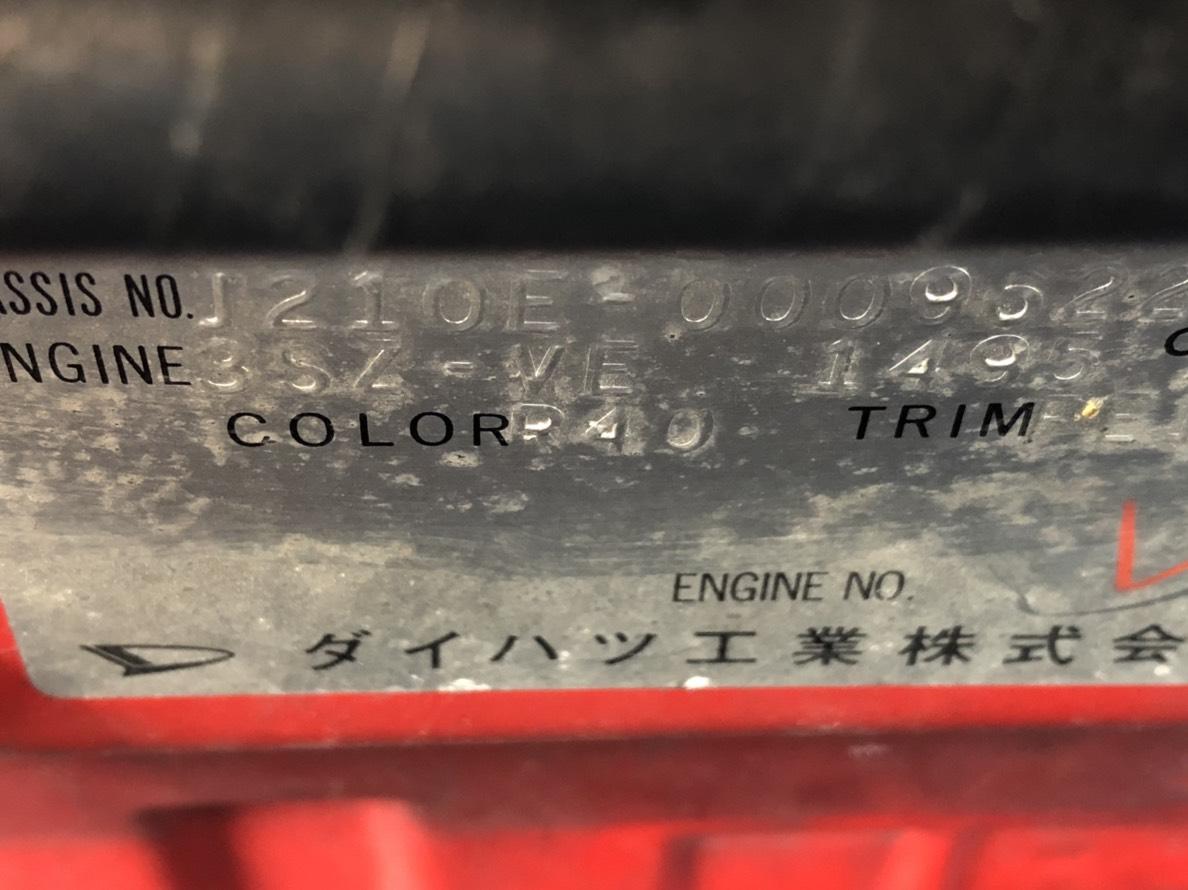 ASSIS NO. J210E-0009522
NGINE 3SZ-VE 1495
COLOR R40 TRIM
ENGINE NO.
ダイハツ工業株式会